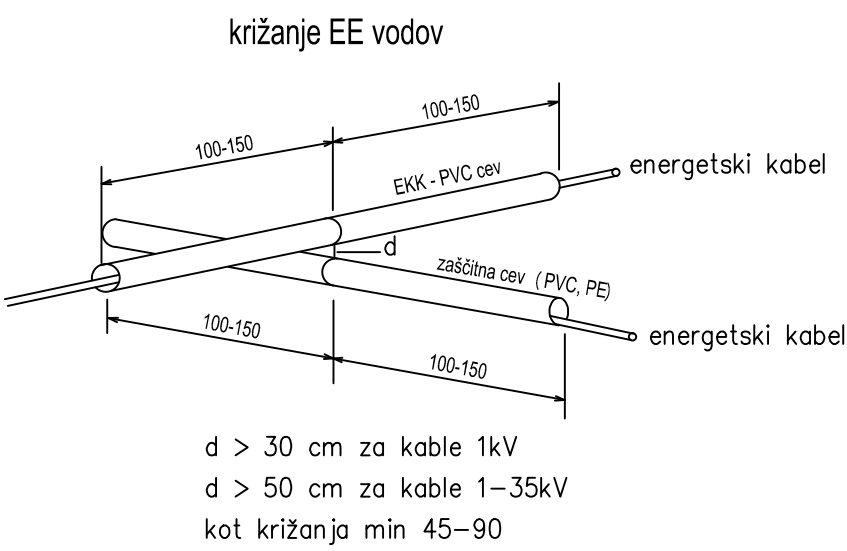 križanje EE vodov
100-150
100-150
EKK - PVC cev
energetski kabel
d
zaščitna cev ( PVC, PE)
100-150
energetski kabel
100-150
d > 30 cm za kable 1kV
d > 50 cm za kable 1-35kV
kot križanja min 45-90